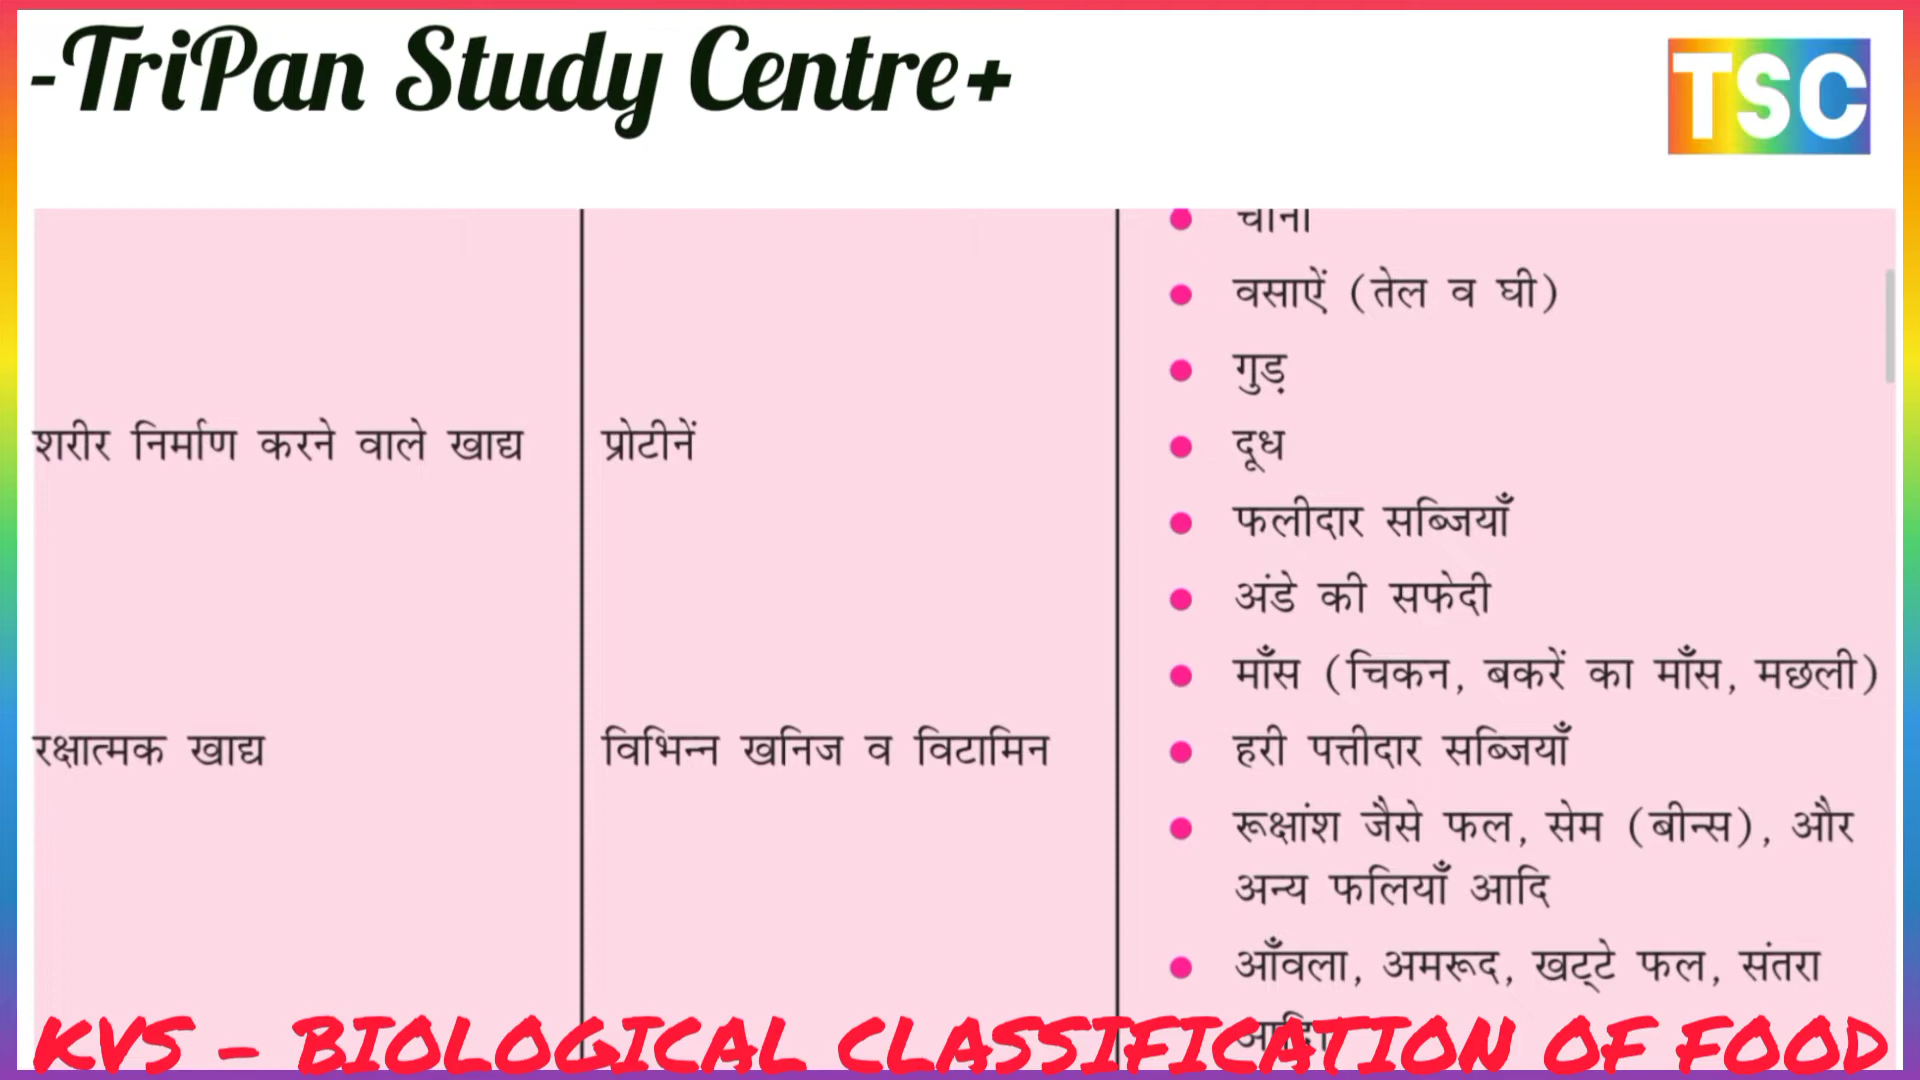 -TriPan Study Centre+
TSC
चीनी
वसाऐं (तेल व घी)
गुड़
शरीर निर्माण करने वाले खाद्य प्रोटीनें दूध
फलीदार सब्जियाँ
अंडे की सफेदी
माँस (चिकन, बकरें का माँस, मछली)
रक्षात्मक खाद्य विभिन्न खनिज व विटामिन हरी पत्तीदार सब्जियाँ
रूक्षांश जैसे फल, सेम (बीन्स), और
अन्य फलियाँ आदि
आँवला, अमरूद, खट्टे फल, संतरा
आदि।
KVS - BIOLOGICAL CLASSIFICATION OF FOOD